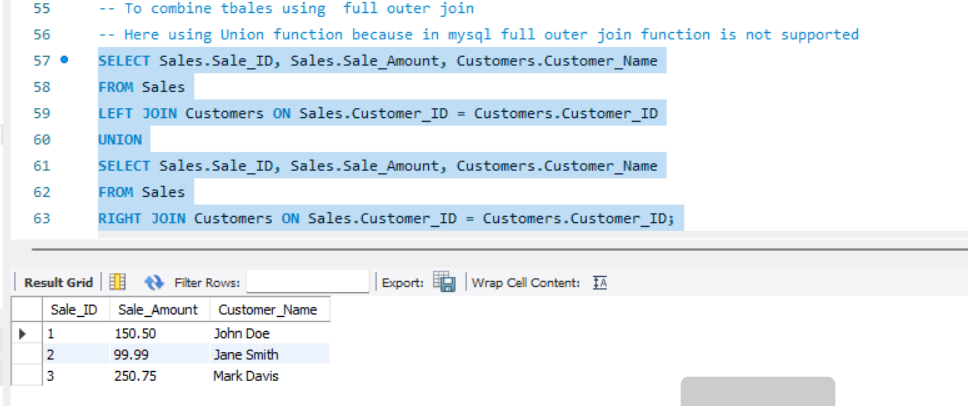 55 -- To combine tbales using  full outer join
56 -- Here using Union function because in mysql full outer join function is not supported
57 SELECT Sales.Sale_ID, Sales.Sale_Amount, Customers.Customer_Name
58 FROM Sales
59 LEFT JOIN Customers ON Sales.Customer_ID = Customers.Customer_ID
60 UNION
61 SELECT Sales.Sale_ID, Sales.Sale_Amount, Customers.Customer_Name
62 FROM Sales
63 RIGHT JOIN Customers ON Sales.Customer_ID = Customers.Customer_ID;
Result Grid Filter Rows: Export: Wrap Cell Content:
Sale_ID Sale_Amount Customer_Name
1 150.50 John Doe
2 99.99 Jane Smith
3 250.75 Mark Davis